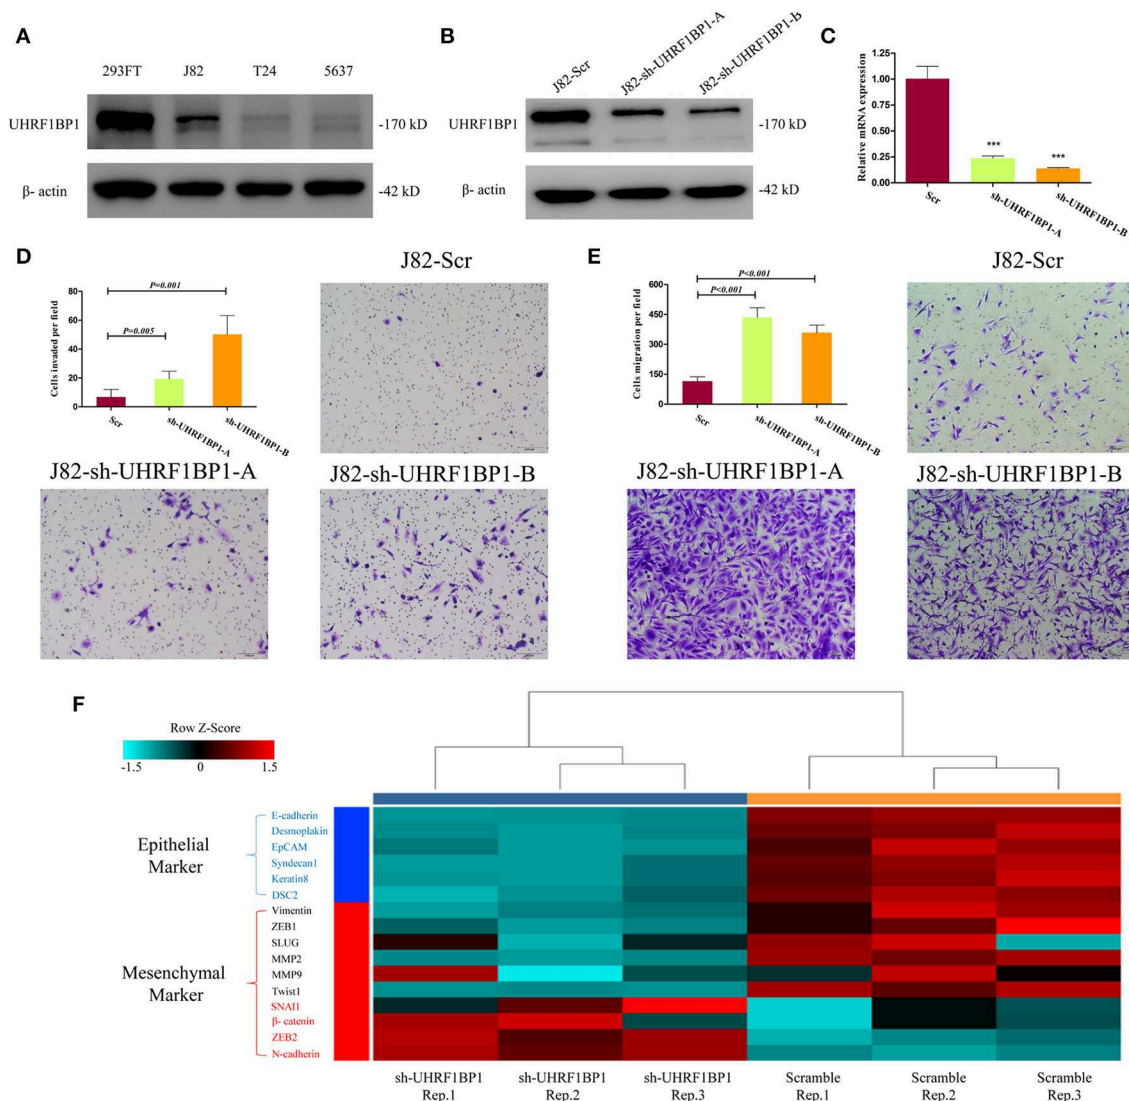 A
293FT J82 T24 5637
UHRF1BP1
-170 kD
β- actin
-42 kD
B
J82-Scr
J82-sh-UHRF1BP1-A
J82-sh-UHRF1BP1-B
UHRF1BP1
-170 kD
β- actin
-42 kD
C
Relative mRNA expression
1.25
1.00
0.75
0.50
0.25
0.00
***
***
Scr
sh-UHRF1BP1-A
sh-UHRF1BP1-B
D
Cells invaded per field
80
60
40
20
0
P=0.001
P=0.005
Scr
sh-UHRF1BP1-A
sh-UHRF1BP1-B
J82-Scr
J82-sh-UHRF1BP1-A
J82-sh-UHRF1BP1-B
E
Cells migration per field
600
450
300
150
0
P<0.001
P<0.001
Scr
sh-UHRF1BP1-A
sh-UHRF1BP1-B
J82-Scr
J82-sh-UHRF1BP1-A
J82-sh-UHRF1BP1-B
F
Row Z-Score
-1.5 0 1.5
Epithelial
Marker
E-cadherin
Desmoplakin
EpCAM
Syndecan1
Keratin8
DSC2
Mesenchymal
Marker
Vimentin
ZEB1
SLUG
MMP2
MMP9
Twist1
SNAI1
β- catenin
ZEB2
N-cadherin
sh-UHRF1BP1
Rep.1
sh-UHRF1BP1
Rep.2
sh-UHRF1BP1
Rep.3
Scramble
Rep.1
Scramble
Rep.2
Scramble
Rep.3